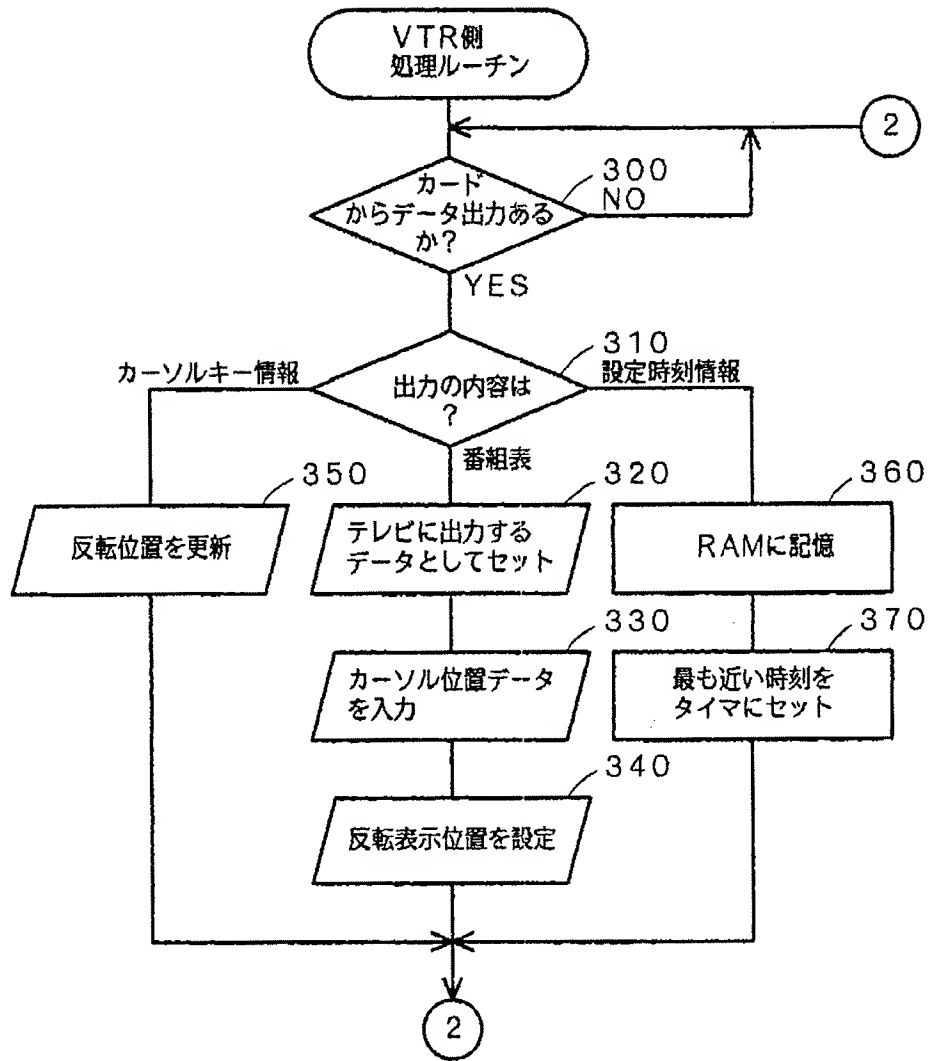 VTR側
処理ルーチン
2
カード
からデータ出力ある
か?
300
NO
YES
310
カーソルキー情報
出力の内容は
?
設定時刻情報
番組表
350
反転位置を更新
320
テレビに出力する
データとしてセット
360
RAMに記憶
330
カーソル位置データ
を入力
370
最も近い時刻を
タイマにセット
340
反転表示位置を設定
2